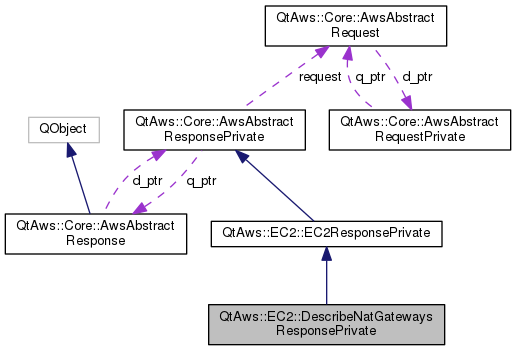 QtAws::Core::AwsAbstract
Request
request
q_ptr
d_ptr
QObject
QtAws::Core::AwsAbstract
ResponsePrivate
QtAws::Core::AwsAbstract
RequestPrivate
d_ptr
q_ptr
QtAws::Core::AwsAbstract
Response
QtAws::EC2::EC2ResponsePrivate
QtAws::EC2::DescribeNatGateways
ResponsePrivate